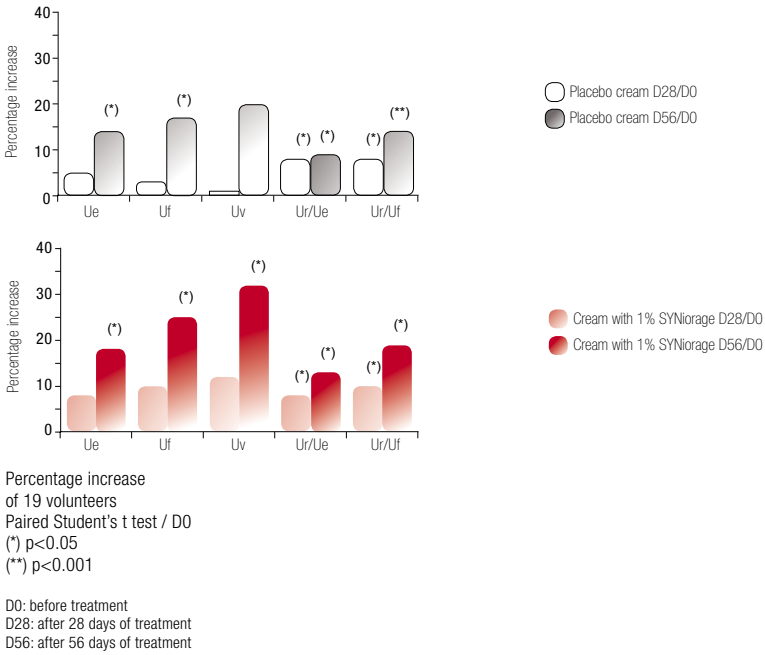 Percentage increase
40
30
20
10
0
(*)
(*)
(*)
(*)
(*)
(**)
Ue
Uf
Uv
Ur/Ue
Ur/Uf
Placebo cream D28/D0
Placebo cream D56/D0
Percentage increase
40
30
20
10
0
(*)
(*)
(*)
(*)
(*)
(*)
(*)
Ue
Uf
Uv
Ur/Ue
Ur/Uf
Cream with 1% SYNiorage D28/D0
Cream with 1% SYNiorage D56/D0
Percentage increase
of 19 volunteers
Paired Student’s t test / D0
(*) p<0.05
(**) p<0.001
D0: before treatment
D28: after 28 days of treatment
D56: after 56 days of treatment